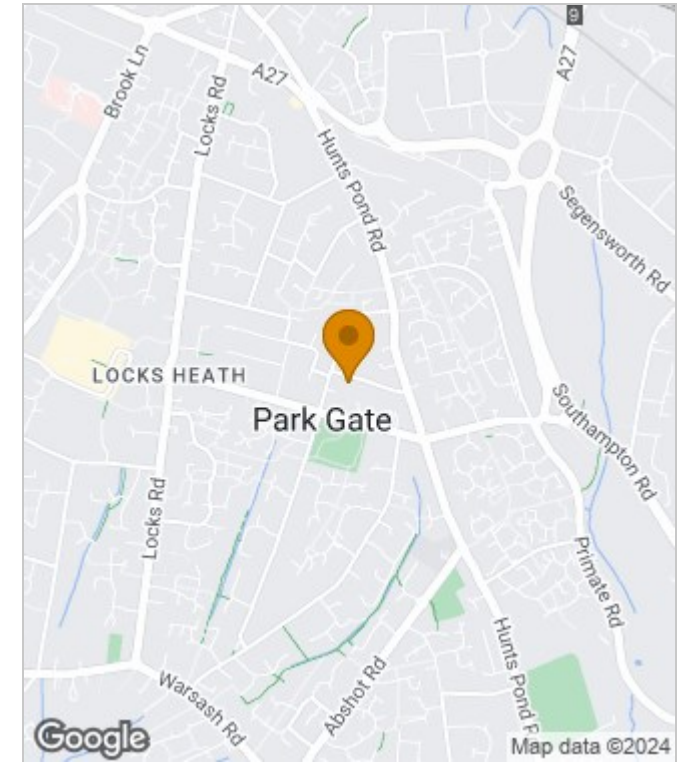 9
A27
Brook Ln
Locks Rd
A27
Hunts Pond Rd
Segensworth Rd
LOCKS HEATH
Park Gate
Southampton Rd
Locks Rd
Primate Rd
Hunts Pond R
Abshot Rd
Warsash Rd
Google
Map data ©2024